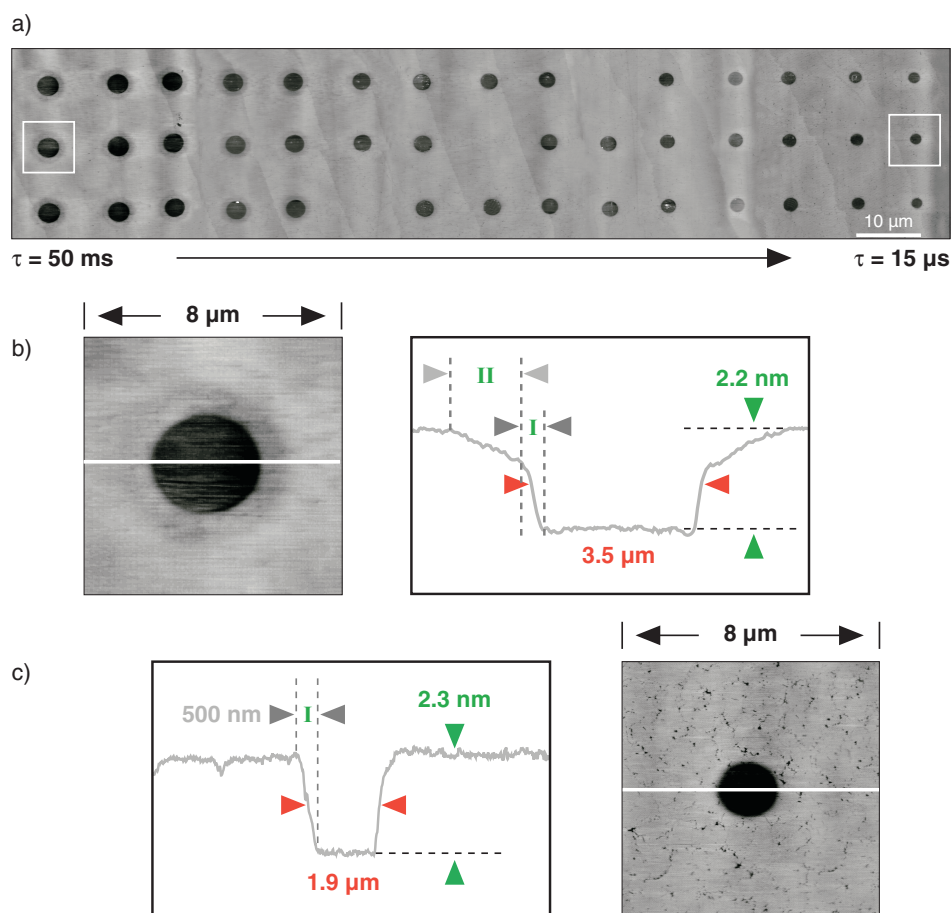 a)
10 µm
τ = 50 ms
τ = 15 µs
b)
8 µm
II
I
2.2 nm
3.5 µm
c)
8 µm
500 nm
I
2.3 nm
1.9 µm